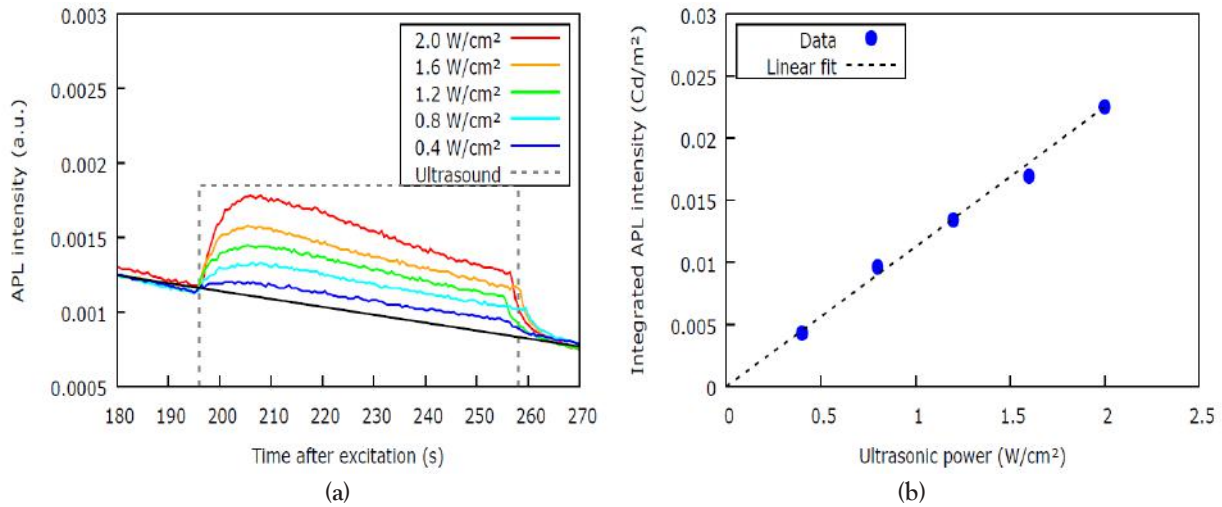 0.003
0.0025
0.002
0.0015
0.001
0.0005
APL intensity (a.u.)
2.0 W/cm²
1.6 W/cm²
1.2 W/cm²
0.8 W/cm²
0.4 W/cm²
Ultrasound
180 190 200 210 220 230 240 250 260 270
Time after excitation (s)
(a)
0.03
0.025
0.02
0.015
0.01
0.005
0
Integrated APL intensity (Cd/m²)
Data
Linear fit
0 0.5 1 1.5 2 2.5
Ultrasonic power (W/cm²)
(b)